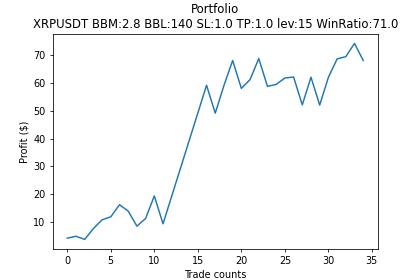 Portfolio
XRPUSDT BBM:2.8 BBL:140 SL:1.0 TP:1.0 lev:15 WinRatio:71.0
Profit ($)
70
60
50
40
30
20
10
0 5 10 15 20 25 30 35
Trade counts